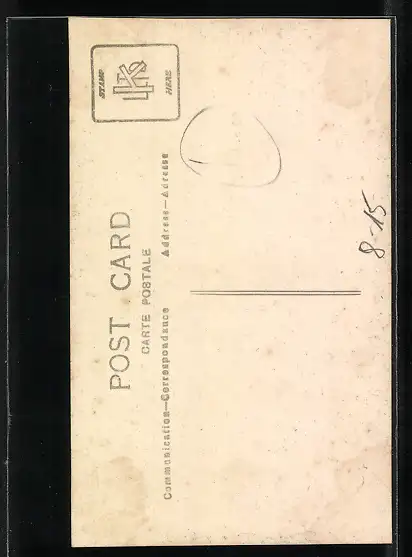 POST CARD
CARTE POSTALE
Communication—Correspondance Address—Adresse
STAMP
HERE
8-15